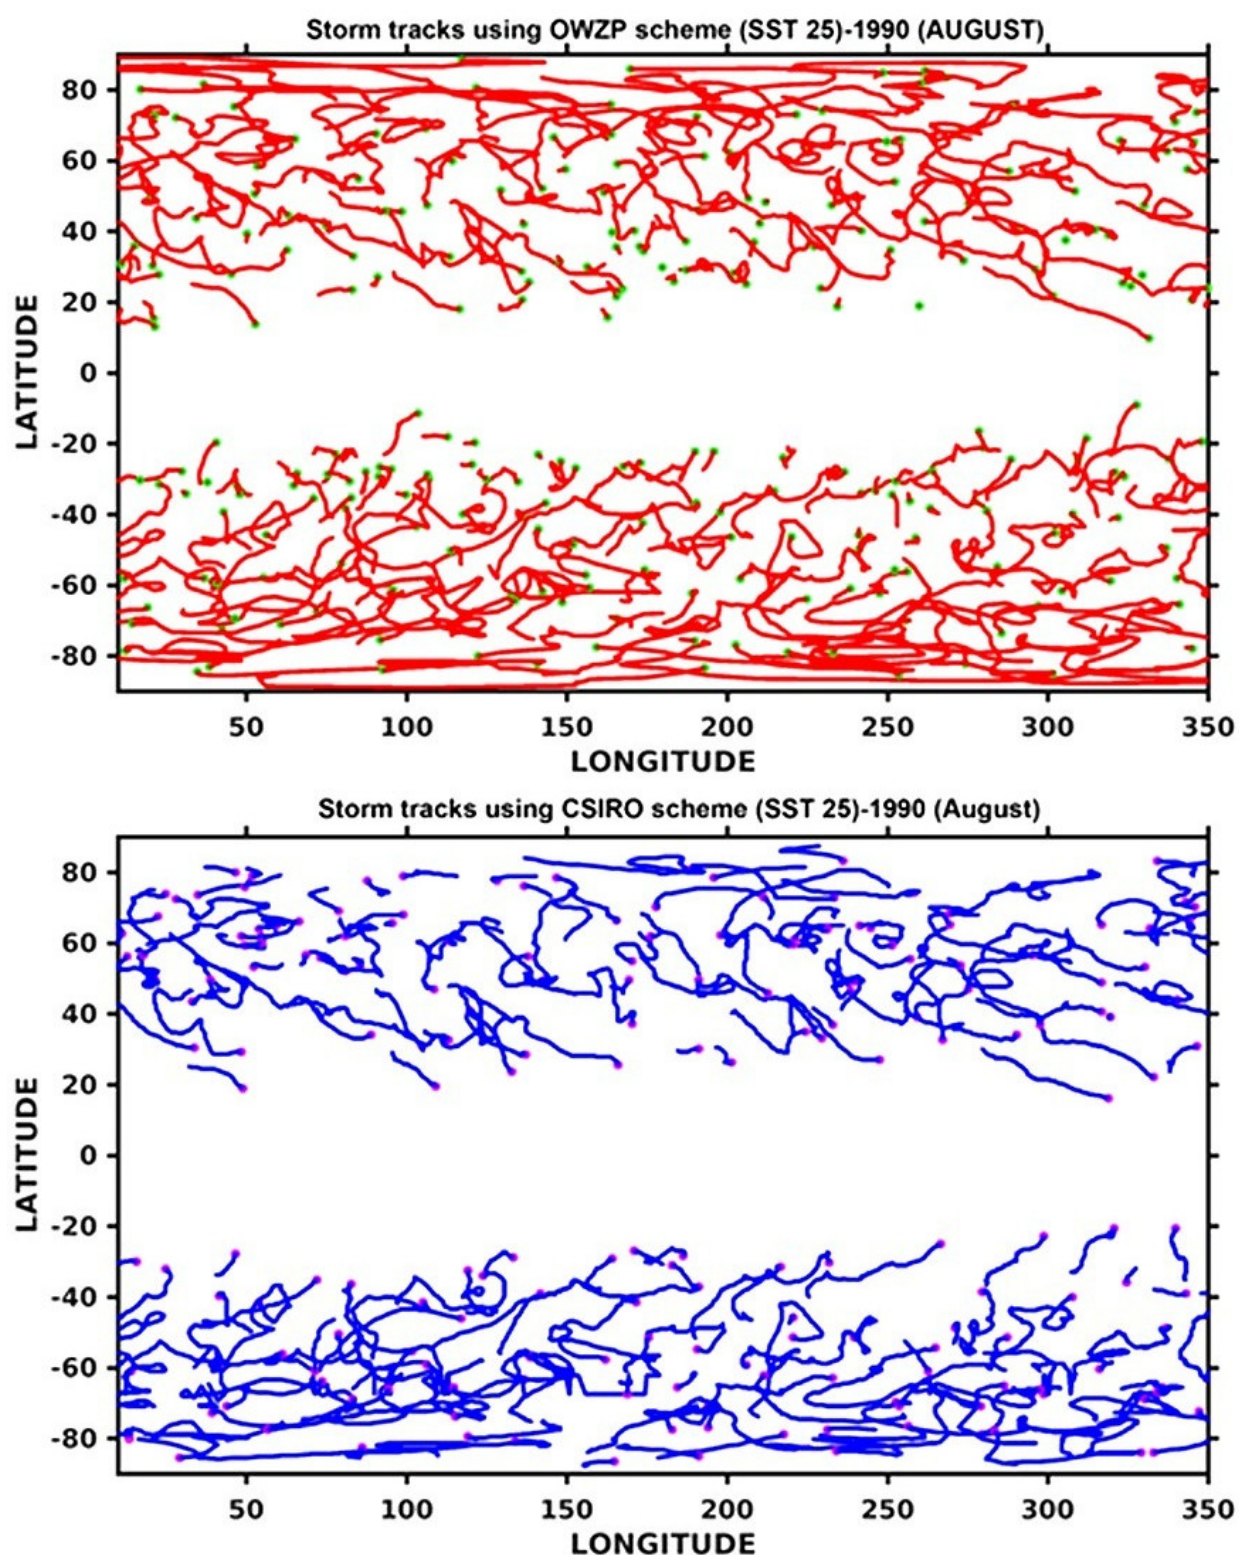 Storm tracks using OWZP scheme (SST 25)-1990 (AUGUST)
80
60
40
20
0
-20
-40
-60
-80
LATITUDE
50 100 150 200 250 300 350
LONGITUDE
Storm tracks using CSIRO scheme (SST 25)-1990 (August)
80
60
40
20
0
-20
-40
-60
-80
LATITUDE
50 100 150 200 250 300 350
LONGITUDE